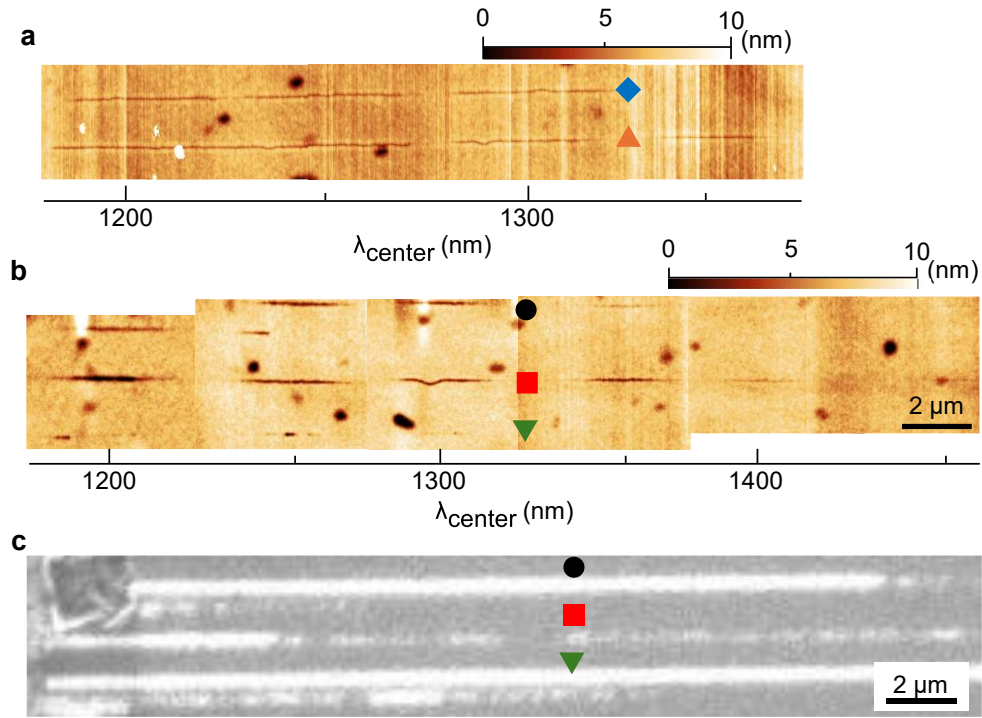 a
0 5 10
(nm)
1200 1300
λcenter (nm)
b
0 5 10
(nm)
2 μm
1200 1300 1400
λcenter (nm)
c
2 μm